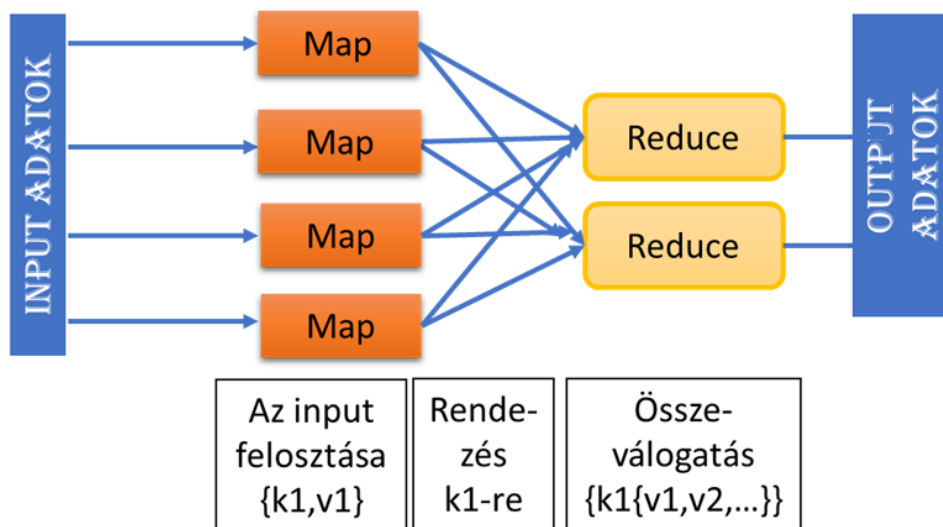 INPUT ADATOK
Map
Map
Map
Map
Reduce
Reduce
OUTPUT
ADATOK
Az input
felosztása
{k1,v1}
Rende-
zés
k1-re
Össze-
válogatás
{k1{v1,v2,...}}